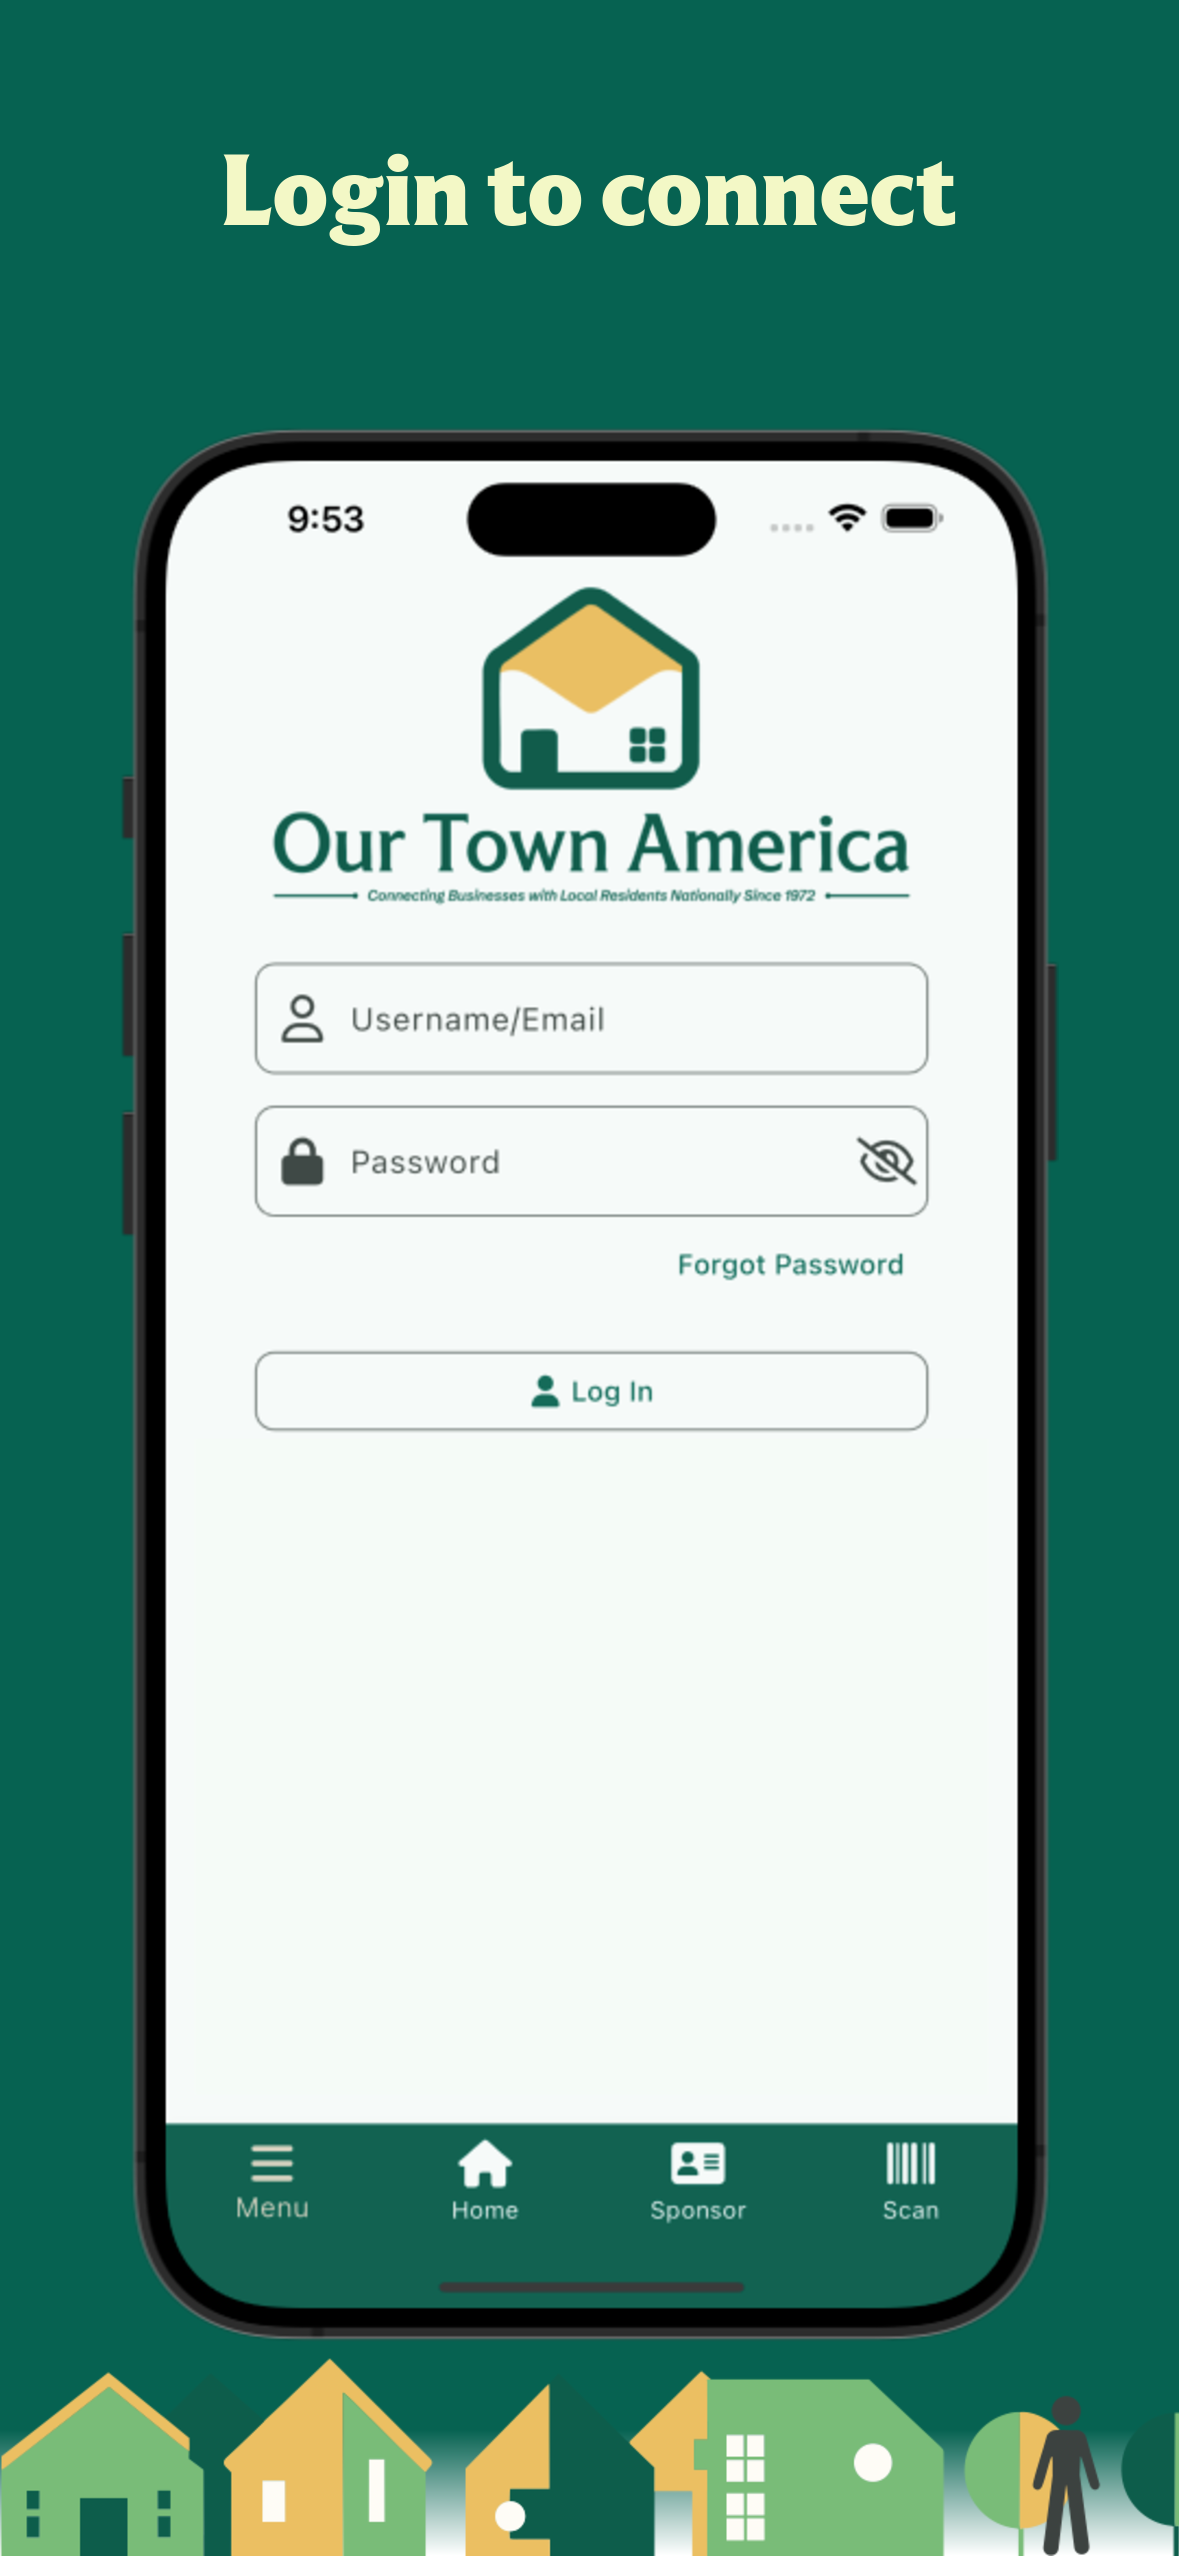 Login to connect
9:53
Our Town America
Connecting Businesses with Local Residents Nationally Since 1972
Username/Email
Password
Forgot Password
Log In
Menu
Home
Sponsor
Scan